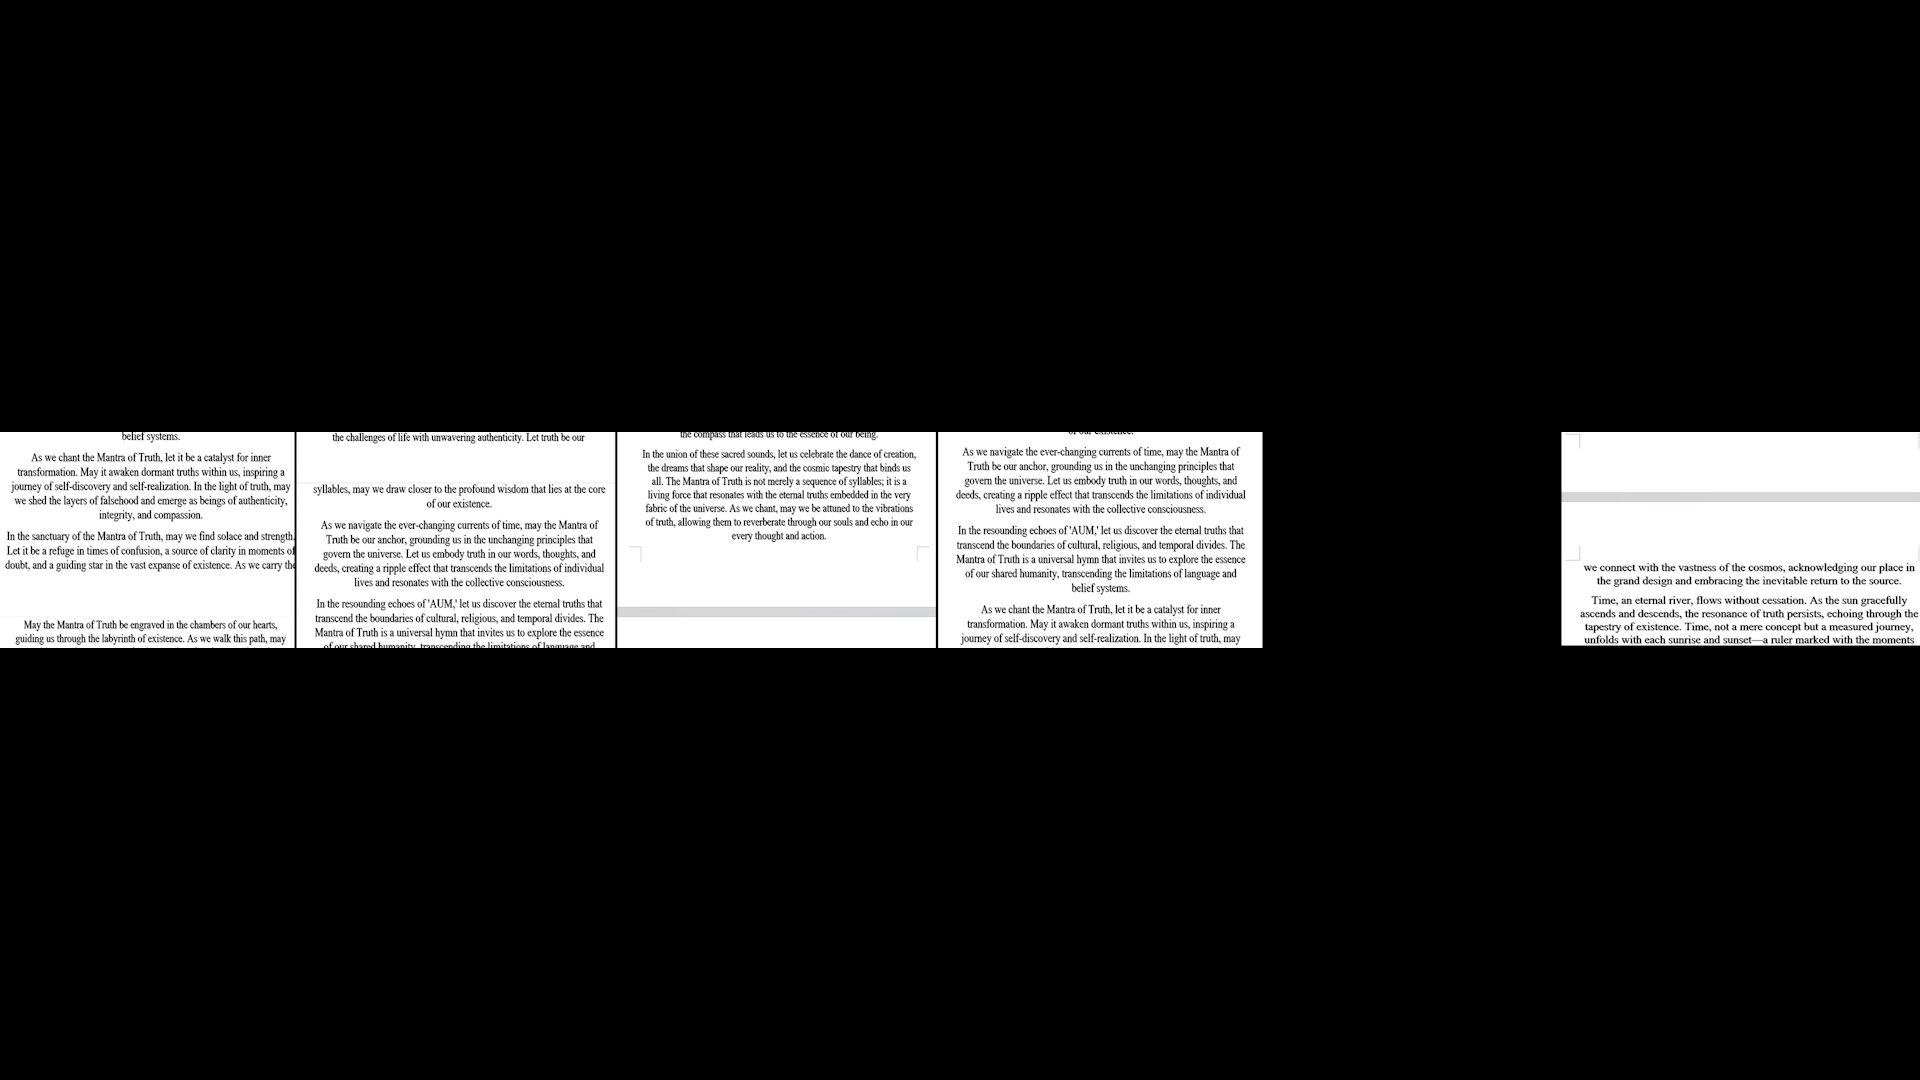 belief systems.
As we chant the Mantra of Truth, let it be a catalyst for inner
transformation. May it awaken dormant truths within us, inspiring a
journey of self-discovery and self-realization. In the light of truth, may
we shed the layers of falsehood and emerge as beings of authenticity,
integrity, and compassion.
In the sanctuary of the Mantra of Truth, may we find solace and strength.
Let it be a refuge in times of confusion, a source of clarity in moments of
doubt, and a guiding star in the vast expanse of existence. As we carry the
May the Mantra of Truth be engraved in the chambers of our hearts,
guiding us through the labyrinth of existence. As we walk this path, may
the challenges of life with unwavering authenticity. Let truth be our
syllables, may we draw closer to the profound wisdom that lies at the core
of our existence.
As we navigate the ever-changing currents of time, may the Mantra of
Truth be our anchor, grounding us in the unchanging principles that
govern the universe. Let us embody truth in our words, thoughts, and
deeds, creating a ripple effect that transcends the limitations of individual
lives and resonates with the collective consciousness.
In the resounding echoes of 'AUM,' let us discover the eternal truths that
transcend the boundaries of cultural, religious, and temporal divides. The
Mantra of Truth is a universal hymn that invites us to explore the essence
of our shared humanity, transcending the limitations of language and
the compass that leads us to the essence of our being.
In the union of these sacred sounds, let us celebrate the dance of creation,
the dreams that shape our reality, and the cosmic tapestry that binds us
all. The Mantra of Truth is not merely a sequence of syllables; it is a
living force that resonates with the eternal truths embedded in the very
fabric of the universe. As we chant, may we be attuned to the vibrations
of truth, allowing them to reverberate through our souls and echo in our
every thought and action.
of our existence.
As we navigate the ever-changing currents of time, may the Mantra of
Truth be our anchor, grounding us in the unchanging principles that
govern the universe. Let us embody truth in our words, thoughts, and
deeds, creating a ripple effect that transcends the limitations of individual
lives and resonates with the collective consciousness.
In the resounding echoes of 'AUM,' let us discover the eternal truths that
transcend the boundaries of cultural, religious, and temporal divides. The
Mantra of Truth is a universal hymn that invites us to explore the essence
of our shared humanity, transcending the limitations of language and
belief systems.
As we chant the Mantra of Truth, let it be a catalyst for inner
transformation. May it awaken dormant truths within us, inspiring a
journey of self-discovery and self-realization. In the light of truth, may
we connect with the vastness of the cosmos, acknowledging our place in
the grand design and embracing the inevitable return to the source.
Time, an eternal river, flows without cessation. As the sun gracefully
ascends and descends, the resonance of truth persists, echoing through the
tapestry of existence. Time, not a mere concept but a measured journey,
unfolds with each sunrise and sunset—a ruler marked with the moments